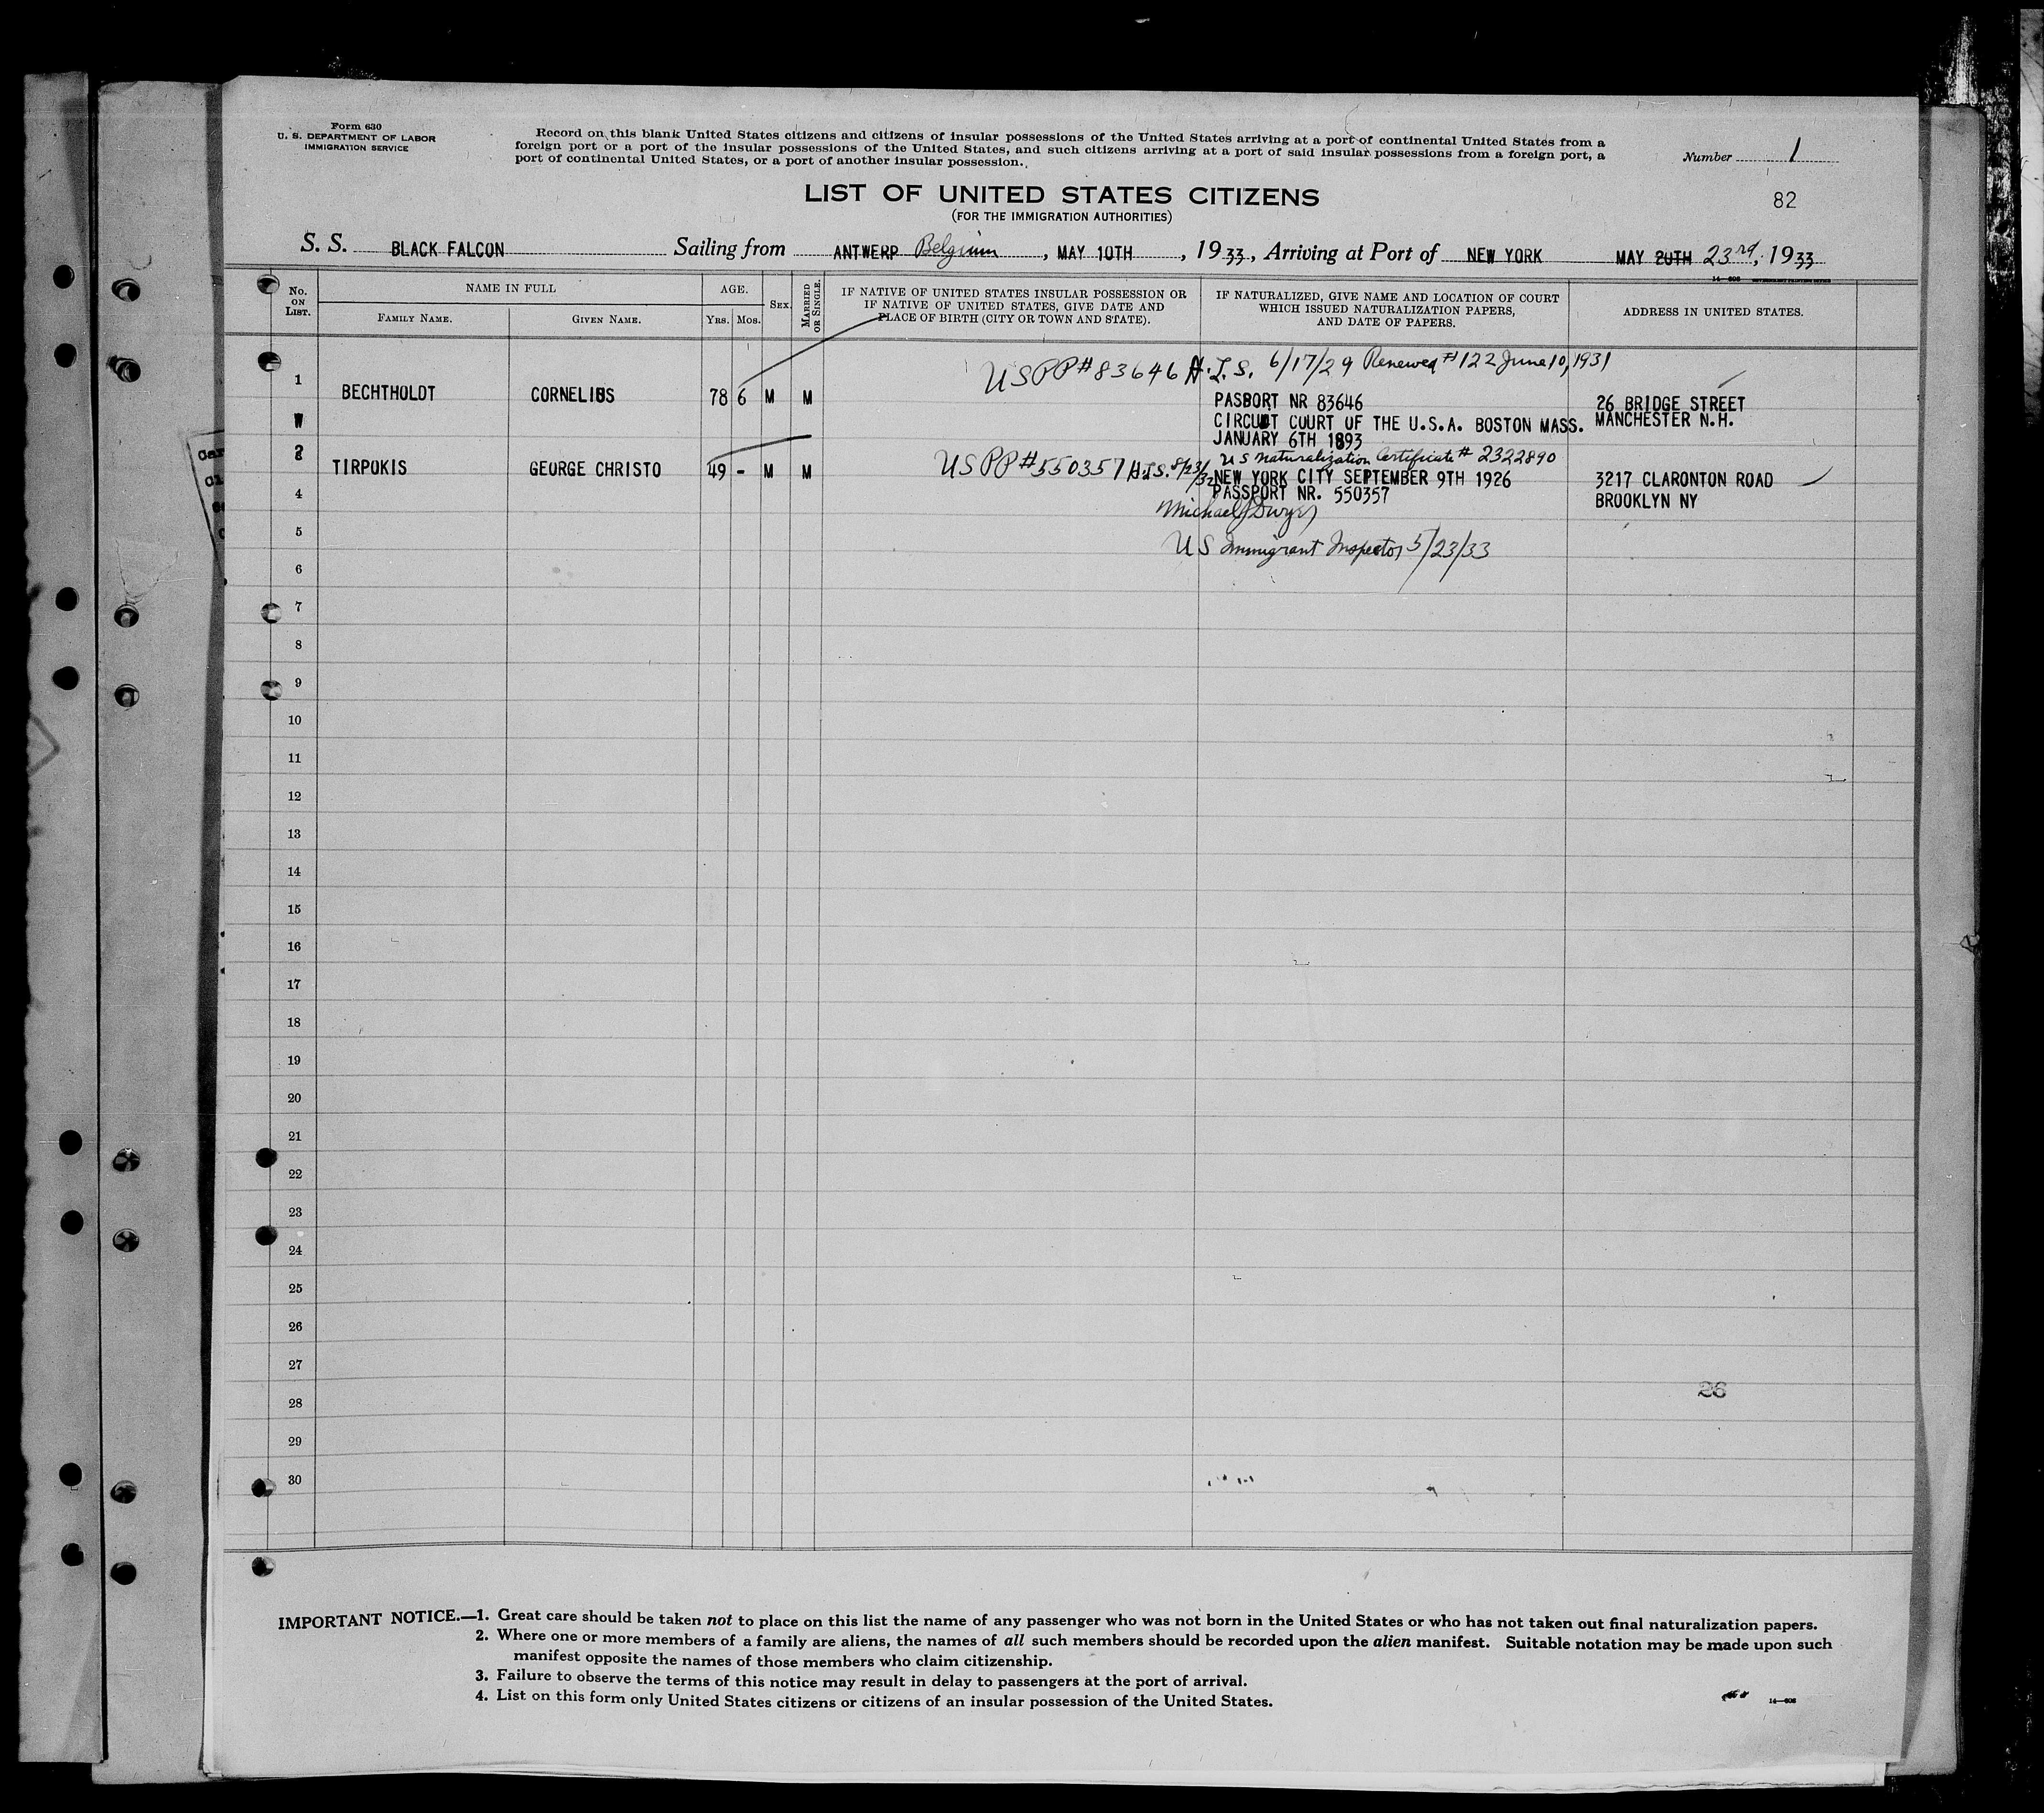 Form 630
U. S. DEPARTMENT OF LABOR
IMMIGRATION SERVICE
Record on this blank United States citizens and citizens of insular possessions of the United States arriving at a port of continental United States from a
foreign port or a port of the insular possessions of the United States, and such citizens arriving at a port of said insular possessions from a foreign port, a
port of continental United States, or a port of another insular possession.
Number 1
82
LIST OF UNITED STATES CITIZENS
(FOR THE IMMIGRATION AUTHORITIES)
S. S. BLACK FALCON Sailing from ANTWERP Belgium, MAY 10TH, 1933, Arriving at Port of NEW YORK MAY 20TH 23rd, 1933
No. ON LIST.
NAME IN FULL
FAMILY NAME.
GIVEN NAME.
AGE.
YRS. MOS.
SEX.
MARRIED OR SINGLE.
IF NATIVE OF UNITED STATES INSULAR POSSESSION OR
IF NATIVE OF UNITED STATES, GIVE DATE AND
PLACE OF BIRTH (CITY OR TOWN AND STATE).
IF NATURALIZED, GIVE NAME AND LOCATION OF COURT
WHICH ISSUED NATURALIZATION PAPERS,
AND DATE OF PAPERS.
ADDRESS IN UNITED STATES.
USPP#83646 H.I.S. 6/17/29 Renewed #122 June 10, 1931
1 BECHTHOLDT CORNELIUS 78 6 M M
PASPORT NR 83646
CIRCUIT COURT OF THE U.S.A. BOSTON MASS.
JANUARY 6TH 1893
26 BRIDGE STREET
MANCHESTER N.H.
US Naturalization Certificate # 2322890
2 TIRPOKIS GEORGE CHRISTO 49 - M M
USPP#550357 H.I.S. 8/23/32
NEW YORK CITY SEPTEMBER 9TH 1926
PASSPORT NR. 550357
3217 CLARONTON ROAD
BROOKLYN NY
Michael J Dwyer
US Immigrant Inspector 5/23/33
4
5
6
7
8
9
10
11
12
13
14
15
16
17
18
19
20
21
22
23
24
25
26
27
26
28
29
30
IMPORTANT NOTICE.—1. Great care should be taken not to place on this list the name of any passenger who was not born in the United States or who has not taken out final naturalization papers.
2. Where one or more members of a family are aliens, the names of all such members should be recorded upon the alien manifest. Suitable notation may be made upon such
manifest opposite the names of those members who claim citizenship.
3. Failure to observe the terms of this notice may result in delay to passengers at the port of arrival.
4. List on this form only United States citizens or citizens of an insular possession of the United States.